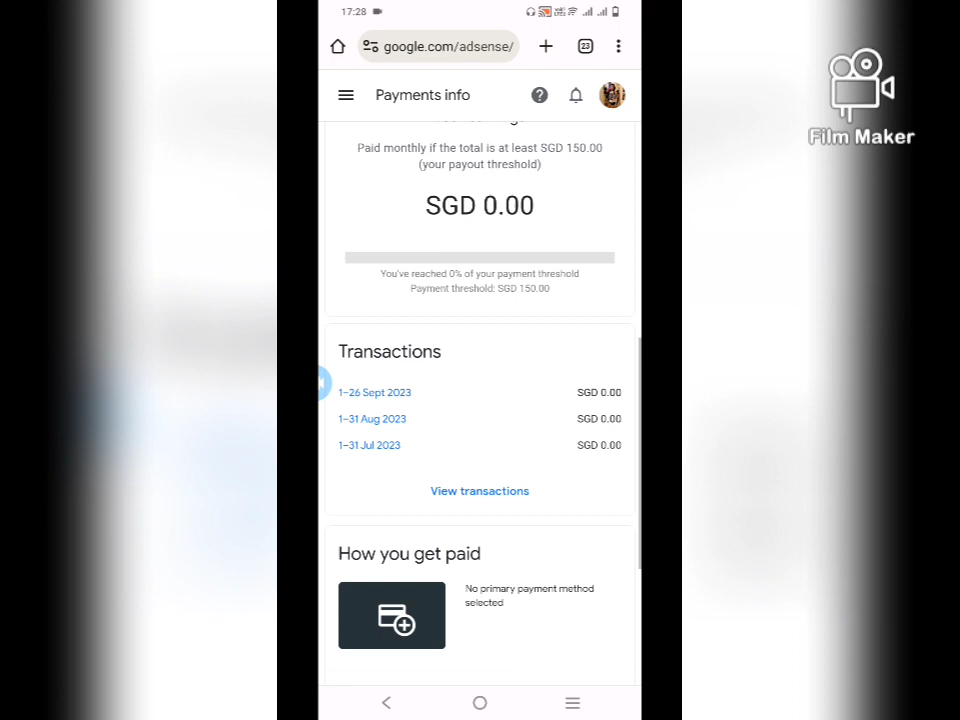 17:28
google.com/adsense/
23
Payments info
Film Maker
Paid monthly if the total is at least SGD 150.00
(your payout threshold)
SGD 0.00
You've reached 0% of your payment threshold
Payment threshold: SGD 150.00
Transactions
1–26 Sept 2023 SGD 0.00
1–31 Aug 2023 SGD 0.00
1–31 Jul 2023 SGD 0.00
View transactions
How you get paid
No primary payment method
selected